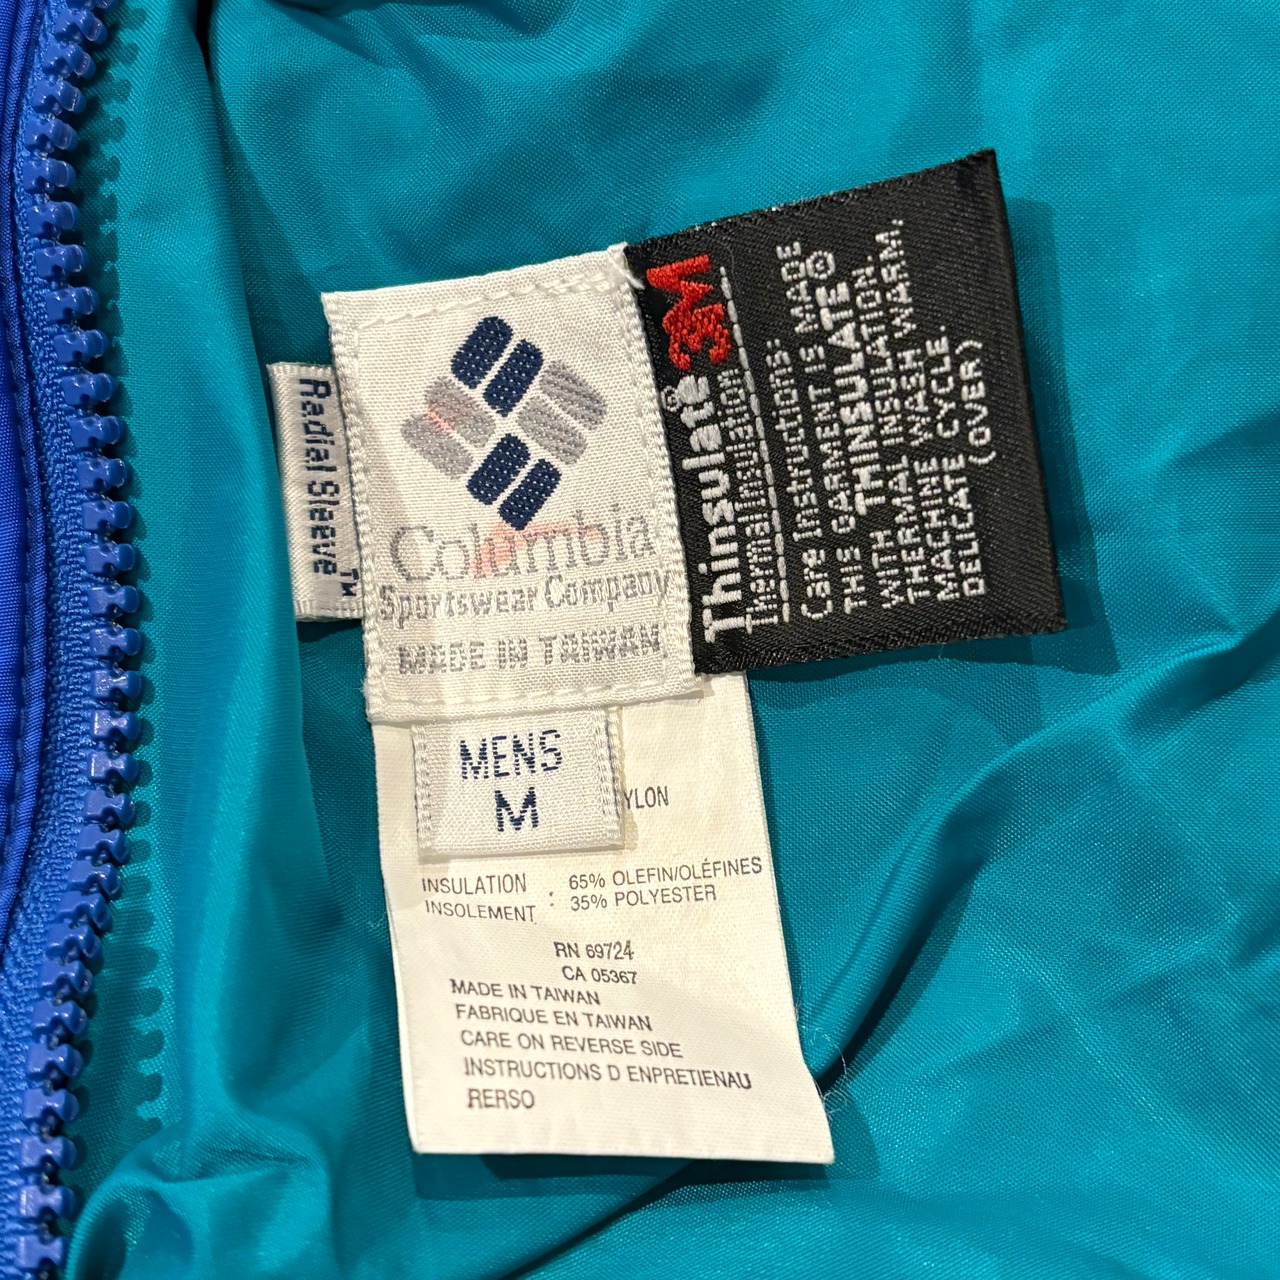 Radial Sleeve™
Columbia
Sportswear Company
MADE IN TAIWAN
3M
Thinsulate®
Thermal Insulation
Care Instructions:
THIS GARMENT IS MADE
WITH THINSULATE©
THERMAL INSULATION.
MACHINE WASH WARM,
DELICATE CYCLE.
(OVER)
MENS
M
YLON
INSULATION
INSOLEMENT : 65% OLEFIN/OLÉFINES
35% POLYESTER
RN 69724
CA 05367
MADE IN TAIWAN
FABRIQUE EN TAIWAN
CARE ON REVERSE SIDE
INSTRUCTIONS D ENPRETIENAU
RERSO